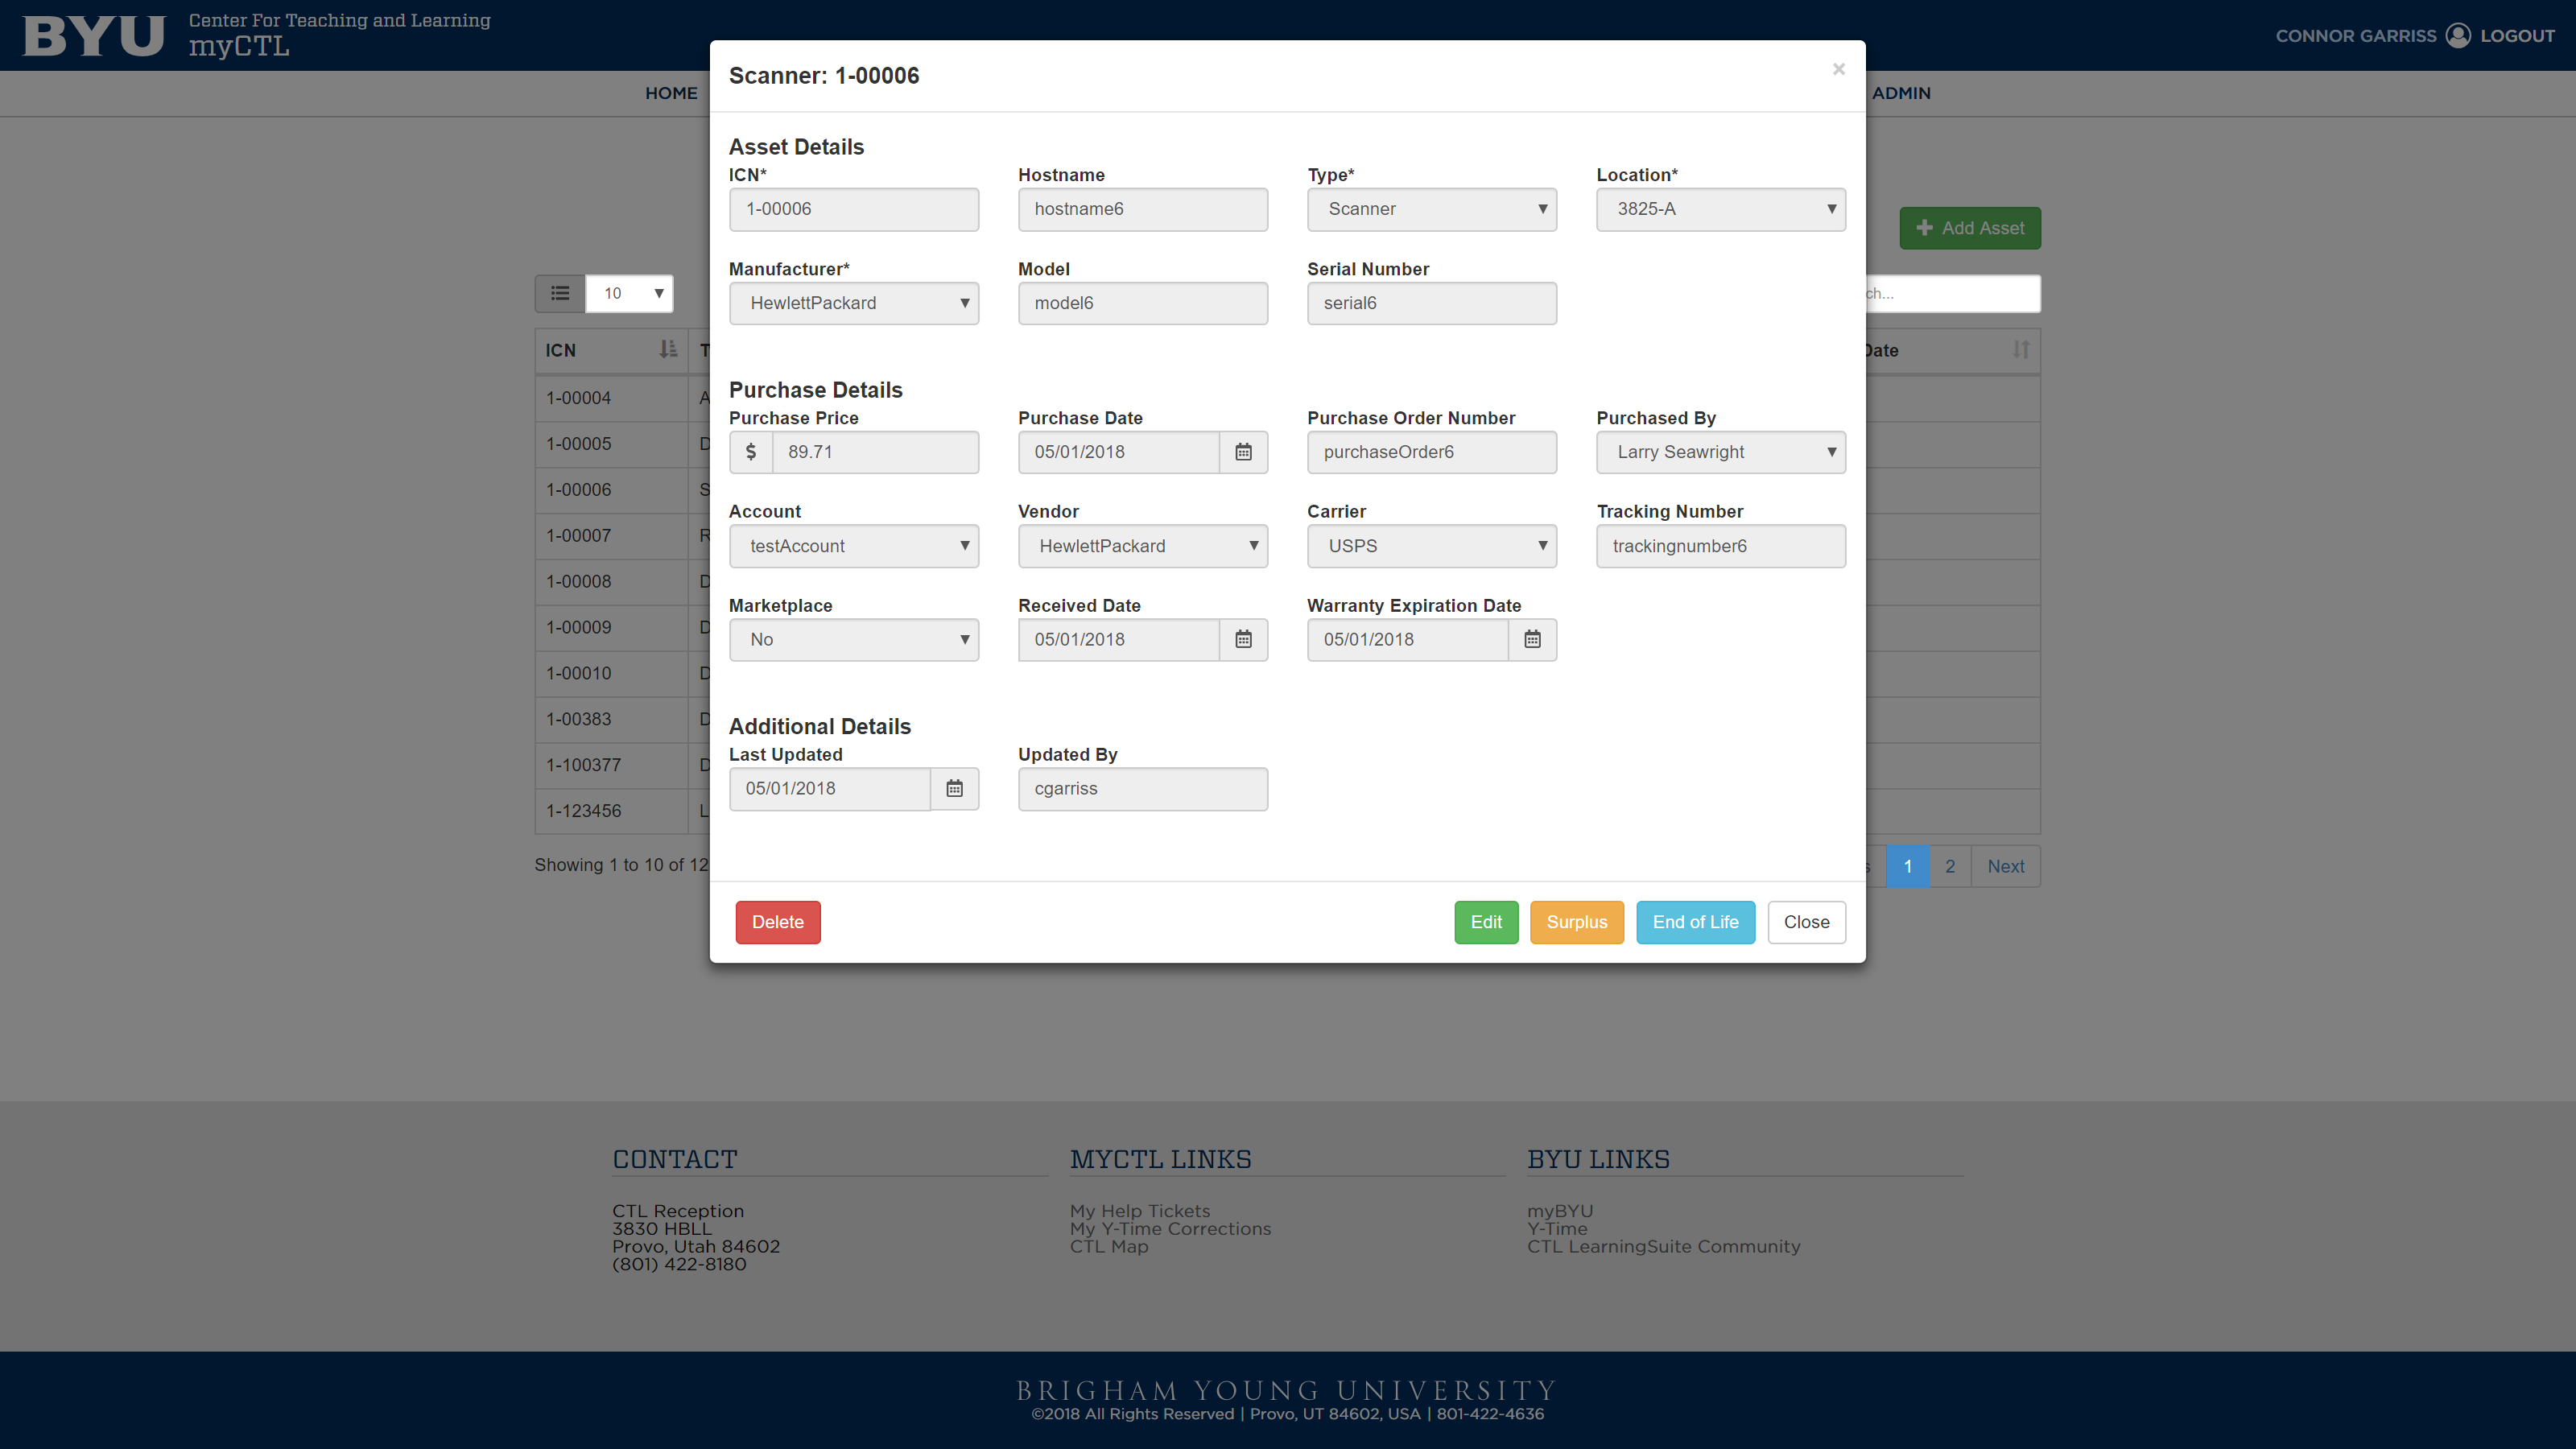 BYU Center For Teaching and Learning
myCTL
CONNOR GARRISS LOGOUT
HOME
ADMIN
Scanner: 1-00006
×
Asset Details
ICN* Hostname Type* Location*
1-00006 hostname6 Scanner 3825-A
Manufacturer* Model Serial Number
HewlettPackard model6 serial6
Purchase Details
Purchase Price Purchase Date Purchase Order Number Purchased By
$ 89.71 05/01/2018 purchaseOrder6 Larry Seawright
Account Vendor Carrier Tracking Number
testAccount HewlettPackard USPS trackingnumber6
Marketplace Received Date Warranty Expiration Date
No 05/01/2018 05/01/2018
Additional Details
Last Updated Updated By
05/01/2018 cgarriss
Delete Edit Surplus End of Life Close
Add Asset
10
ch...
ICN T Date
1-00004 A
1-00005 D
1-00006 S
1-00007 R
1-00008 D
1-00009 D
1-00010 D
1-00383 D
1-100377 D
1-123456 L
Showing 1 to 10 of 12
s 1 2 Next
CONTACT
CTL Reception
3830 HBLL
Provo, Utah 84602
(801) 422-8180
MYCTL LINKS
My Help Tickets
My Y-Time Corrections
CTL Map
BYU LINKS
myBYU
Y-Time
CTL LearningSuite Community
BRIGHAM YOUNG UNIVERSITY
©2018 All Rights Reserved | Provo, UT 84602, USA | 801-422-4636